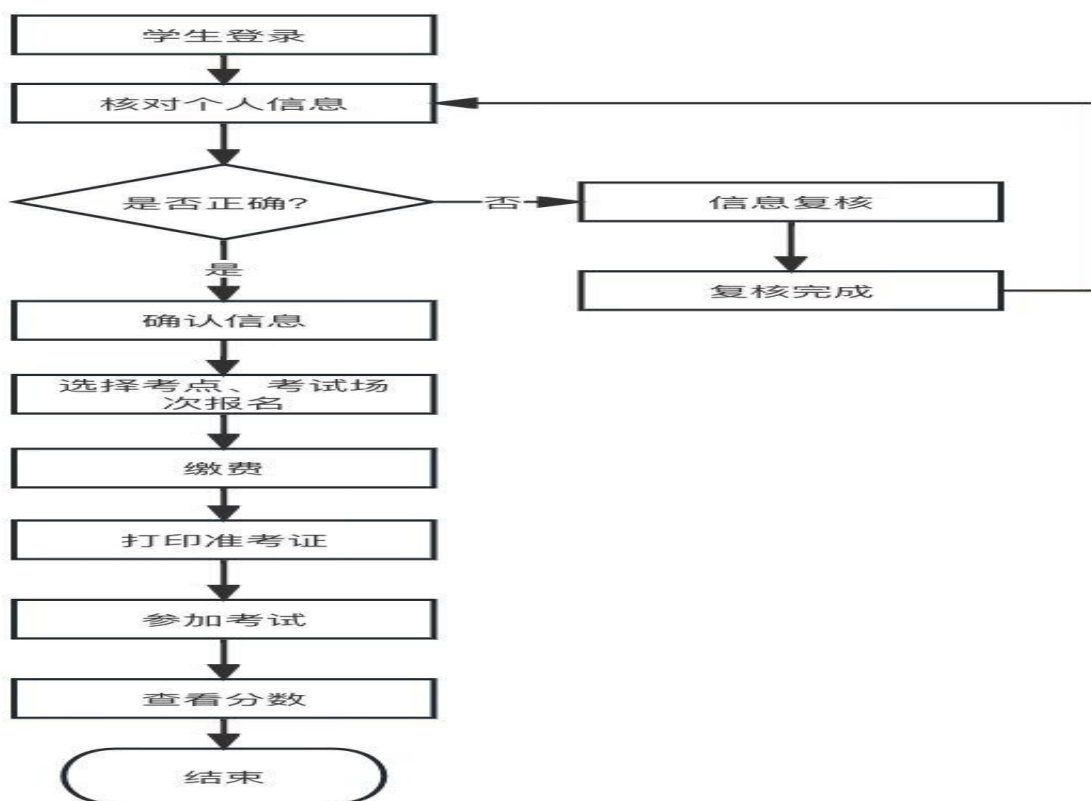 学生登录
核对个人信息
是否正确?
否
信息复核
是
复核完成
确认信息
选择考点、考试场
次报名
缴费
打印准考证
参加考试
查看分数
结束